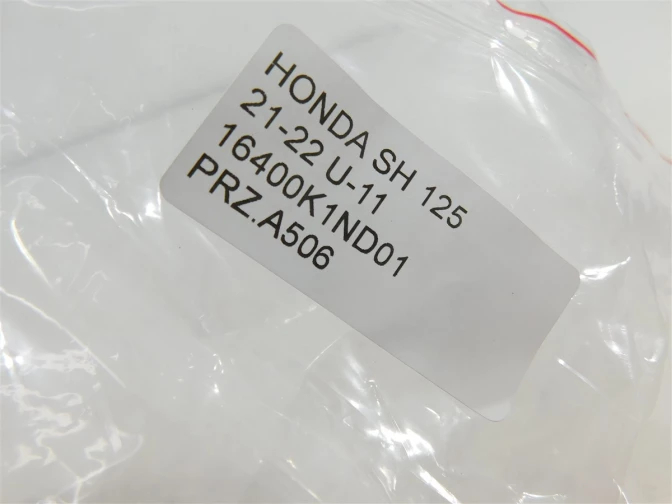 HONDA SH 125
21-22 U-11
16400K1ND01
PRZ.A506